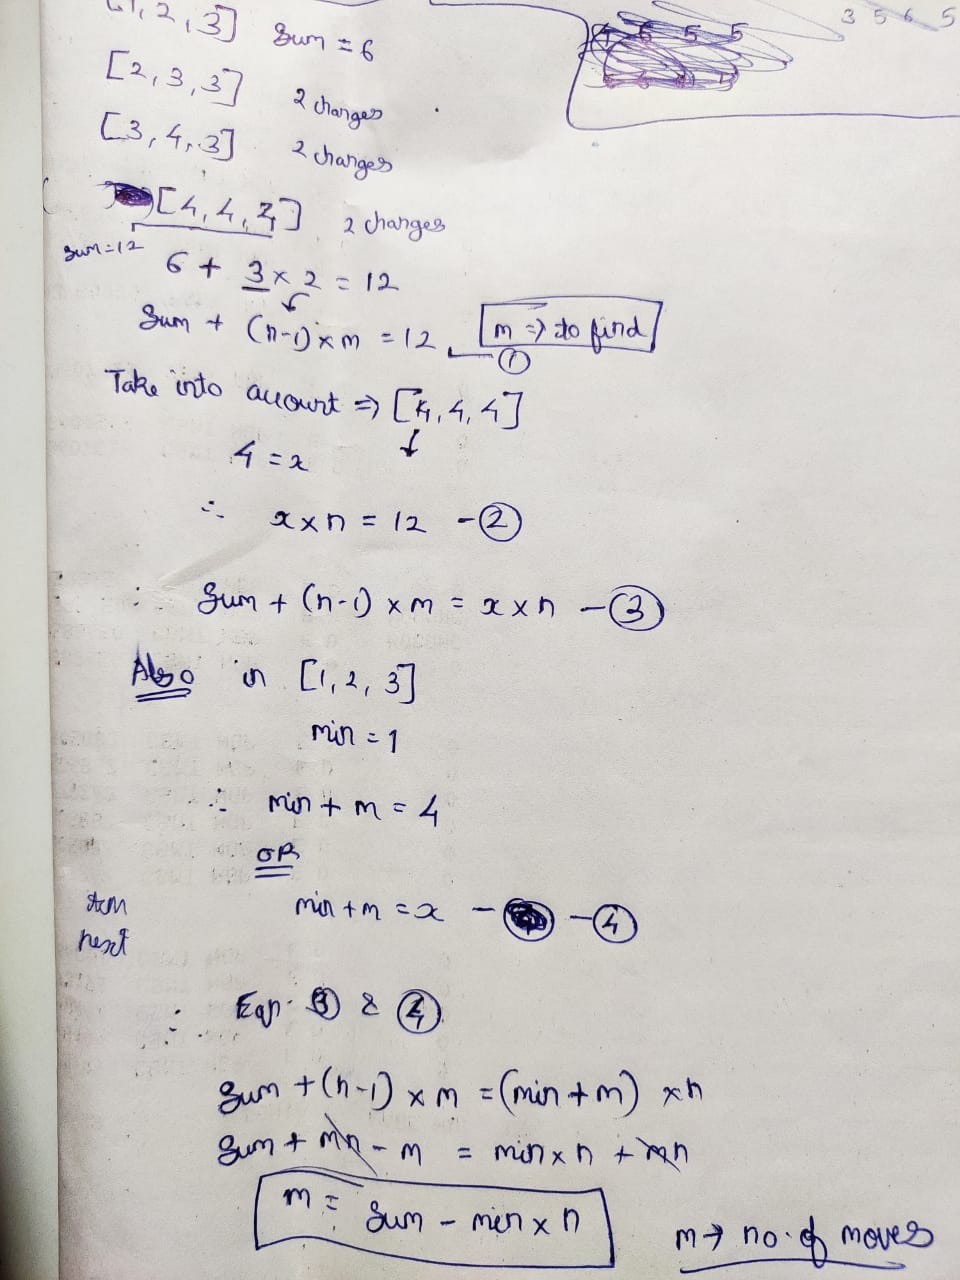 [1, 2, 3] Sum = 6
3 5 6 5
[2, 3, 3] 2 changes
[3, 4, 3] 2 changes
[4, 4, 4] 2 changes
Sum = 12
6 + 3 x 2 = 12
Sum + (n-1) x m = 12 - ① m => to find
Take into account => [4, 4, 4]
4 = x
∴ x x n = 12 - ②
∴ Sum + (n-1) x m = x x n - ③
Also in [1, 2, 3]
min = 1
∴ min + m = 4
OR
min + m = x - ④
next
∴ Eqn. ③ & ④
Sum + (n-1) x m = (min + m) x n
Sum + mn - m = min x n + mn
m = Sum - min x n
m → no. of moves